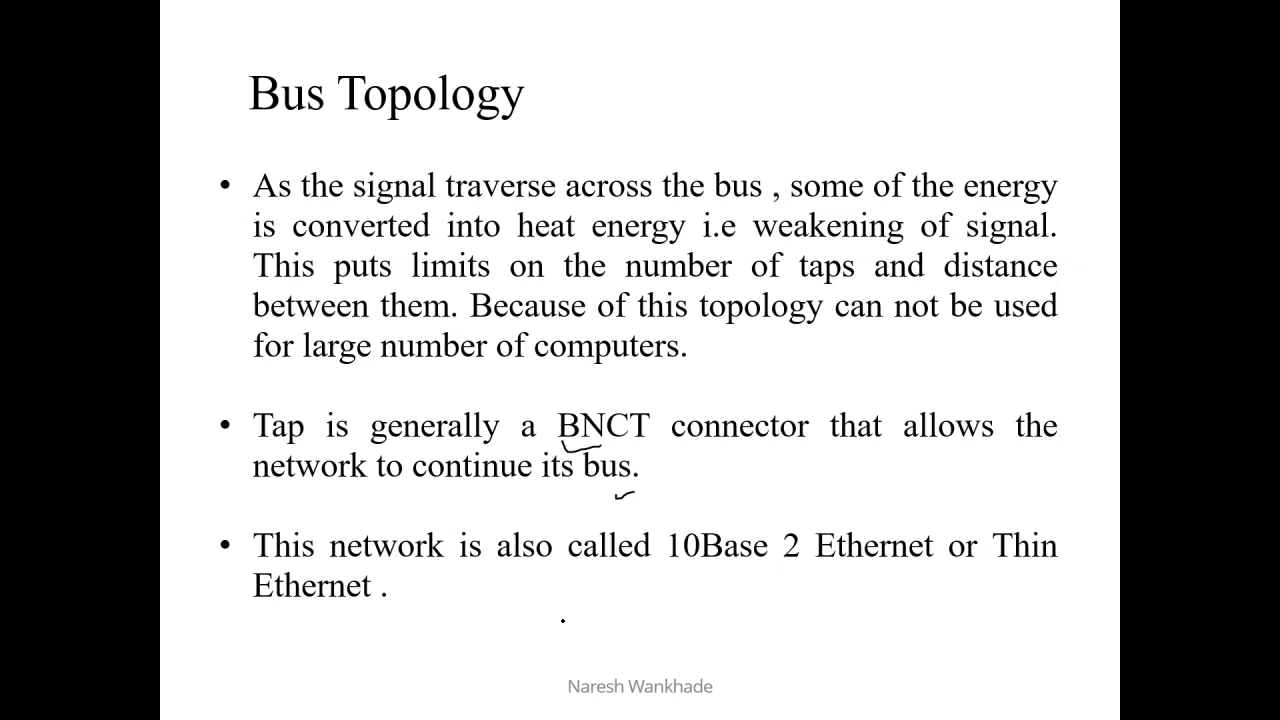 Bus Topology
• As the signal traverse across the bus , some of the energy
is converted into heat energy i.e weakening of signal.
This puts limits on the number of taps and distance
between them. Because of this topology can not be used
for large number of computers.
• Tap is generally a BNCT connector that allows the
network to continue its bus.
• This network is also called 10Base 2 Ethernet or Thin
Ethernet .
Naresh Wankhade